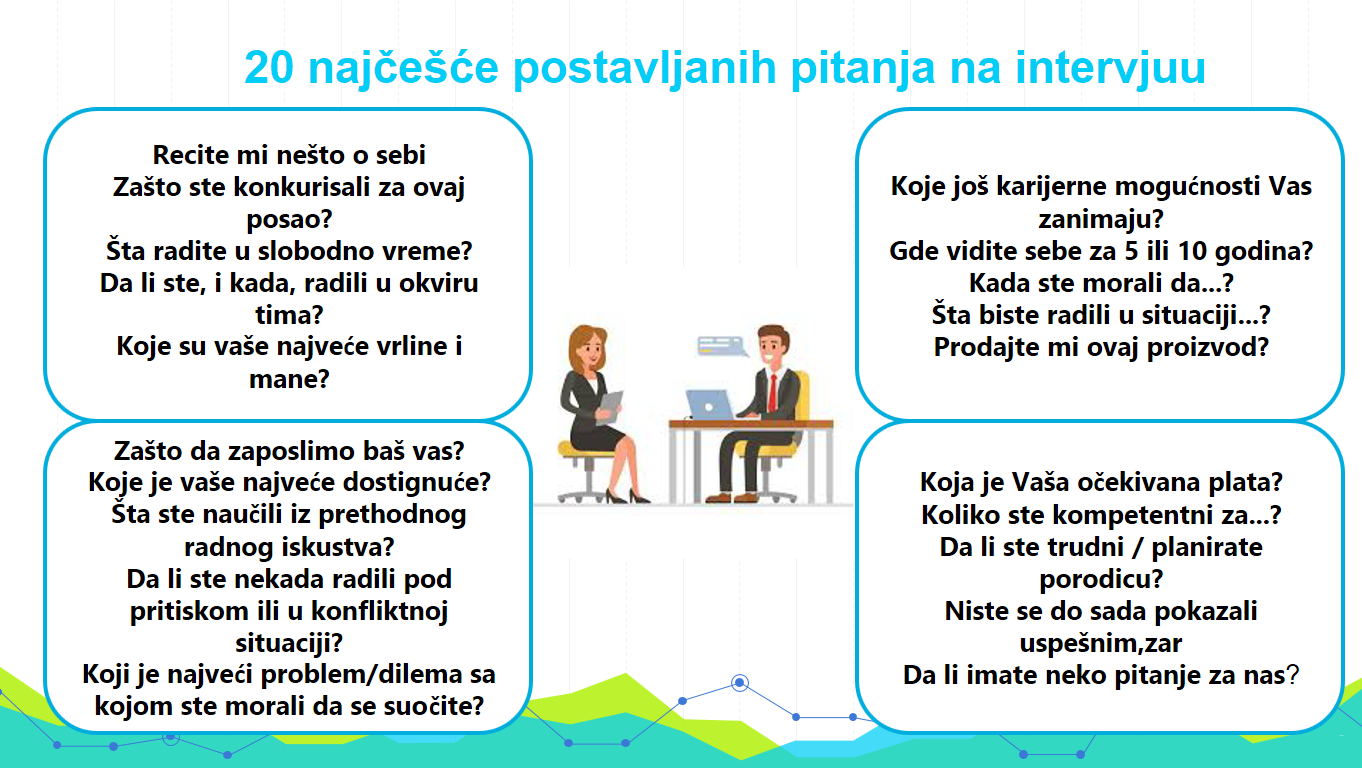 20 najčešće postavljanih pitanja na intervjuu
Recite mi nešto o sebi
Zašto ste konkurisali za ovaj
posao?
Šta radite u slobodno vreme?
Da li ste, i kada, radili u okviru
tima?
Koje su vaše najveće vrline i
mane?
Zašto da zaposlimo baš vas?
Koje je vaše najveće dostignuće?
Šta ste naučili iz prethodnog
radnog iskustva?
Da li ste nekada radili pod
pritiskom ili u konfliktnoj
situaciji?
Koji je najveći problem/dilema sa
kojom ste morali da se suočite?
Koje još karijerne mogućnosti Vas
zanimaju?
Gde vidite sebe za 5 ili 10 godina?
Kada ste morali da...?
Šta biste radili u situaciji...?
Prodajte mi ovaj proizvod?
Koja je Vaša očekivana plata?
Koliko ste kompetentni za...?
Da li ste trudni / planirate
porodicu?
Niste se do sada pokazali
uspešnim,zar
Da li imate neko pitanje za nas?